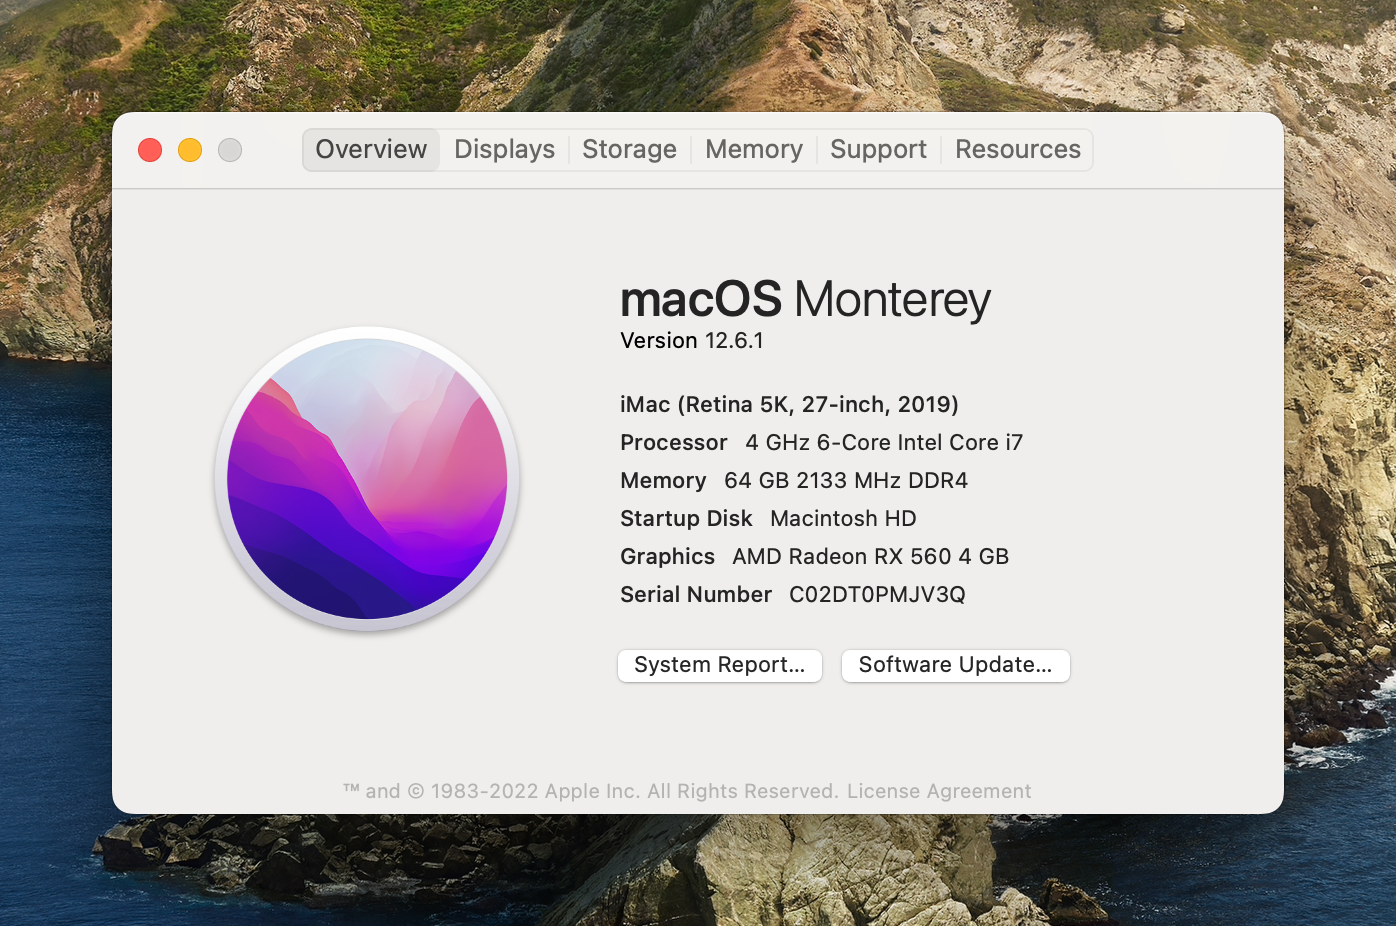 Overview Displays Storage Memory Support Resources
macOS Monterey
Version 12.6.1
iMac (Retina 5K, 27-inch, 2019)
Processor 4 GHz 6-Core Intel Core i7
Memory 64 GB 2133 MHz DDR4
Startup Disk Macintosh HD
Graphics AMD Radeon RX 560 4 GB
Serial Number C02DT0PMJV3Q
System Report... Software Update...
™ and © 1983-2022 Apple Inc. All Rights Reserved. License Agreement